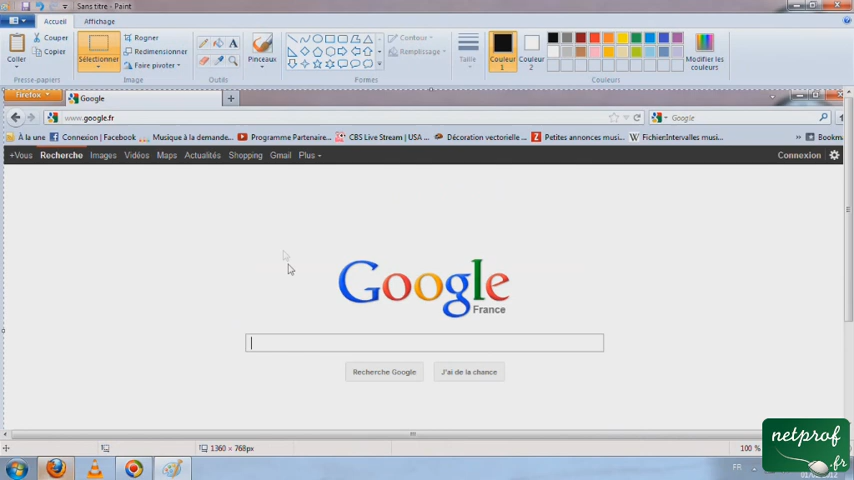 Sans titre - Paint
Accueil Affichage
Coller
Couper
Copier
Presse-papiers
Sélectionner
Rogner
Redimensionner
Faire pivoter
Image
A
Outils
Pinceaux
Contour
Remplissage
Formes
Taille
Couleur 1
Couleur 2
Modifier les couleurs
Couleurs
Firefox
Google
www.google.fr
Google
À la une Connexion | Facebook Musique à la demande... Programme Partenaire... CBS Live Stream | USA ... Décoration vectorielle ... Petites annonces musi... FichierIntervalles musi... » Bookm
+Vous Recherche Images Vidéos Maps Actualités Shopping Gmail Plus Connexion
Google
France
Recherche Google J'ai de la chance
1360 × 768px 100 %
FR
netprof
.fr